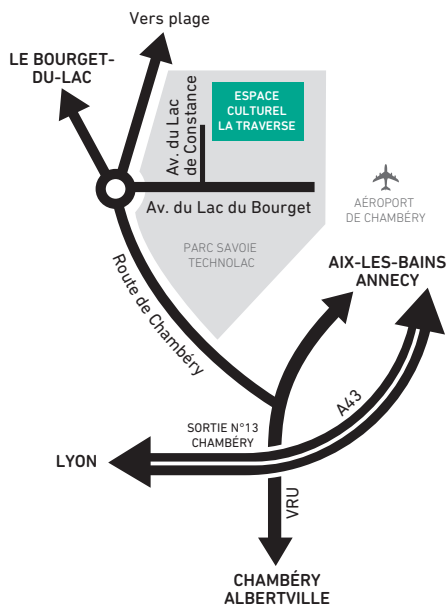 Vers plage
LE BOURGET-
DU-LAC
ESPACE
CULTUREL
LA TRAVERSE
Av. du Lac
de Constance
Av. du Lac du Bourget
AÉROPORT
DE CHAMBÉRY
PARC SAVOIE
TECHNOLAC
AIX-LES-BAINS
ANNECY
Route de Chambéry
A43
SORTIE N°13
CHAMBÉRY
LYON
VRU
CHAMBÉRY
ALBERTVILLE